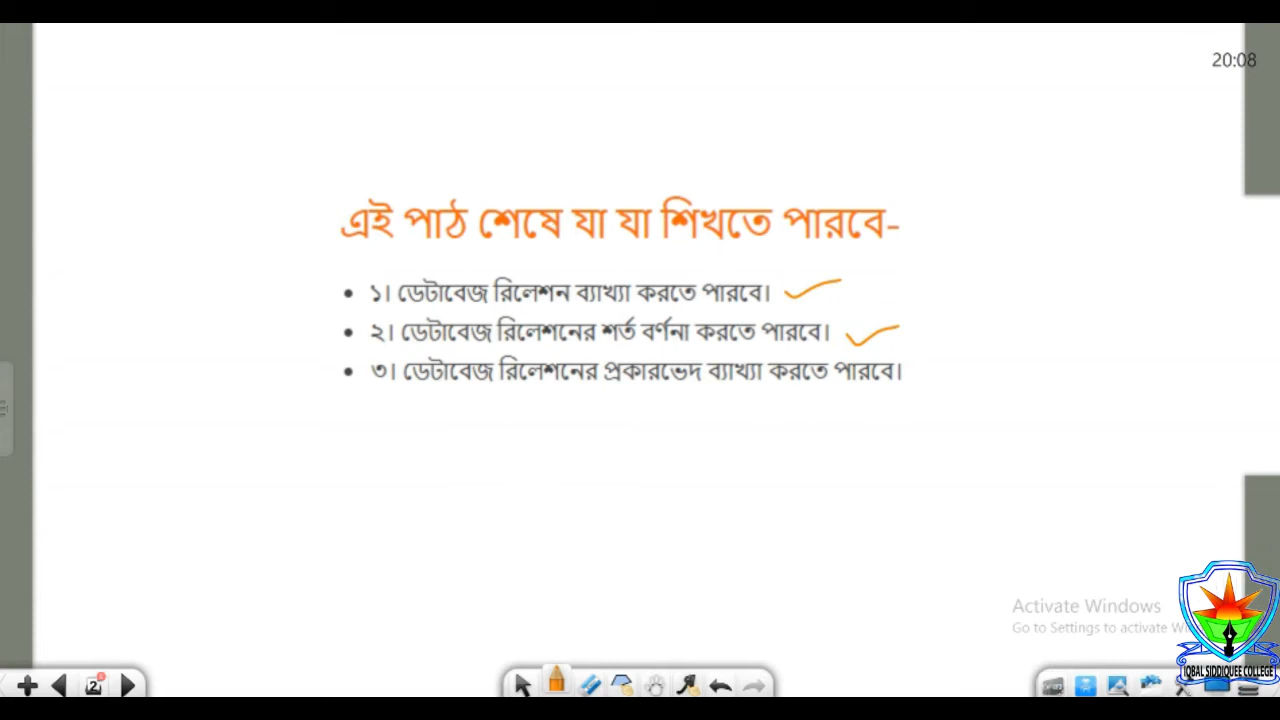 20:08
এই পাঠ শেষে যা যা শিখতে পারবে-
• ১। ডেটাবেজ রিলেশন ব্যাখ্যা করতে পারবে।
• ২। ডেটাবেজ রিলেশনের শর্ত বর্ণনা করতে পারবে।
• ৩। ডেটাবেজ রিলেশনের প্রকারভেদ ব্যাখ্যা করতে পারবে।
Activate Windows
Go to Settings to activate
IQBAL SIDDIQUEE COLLEGE
2